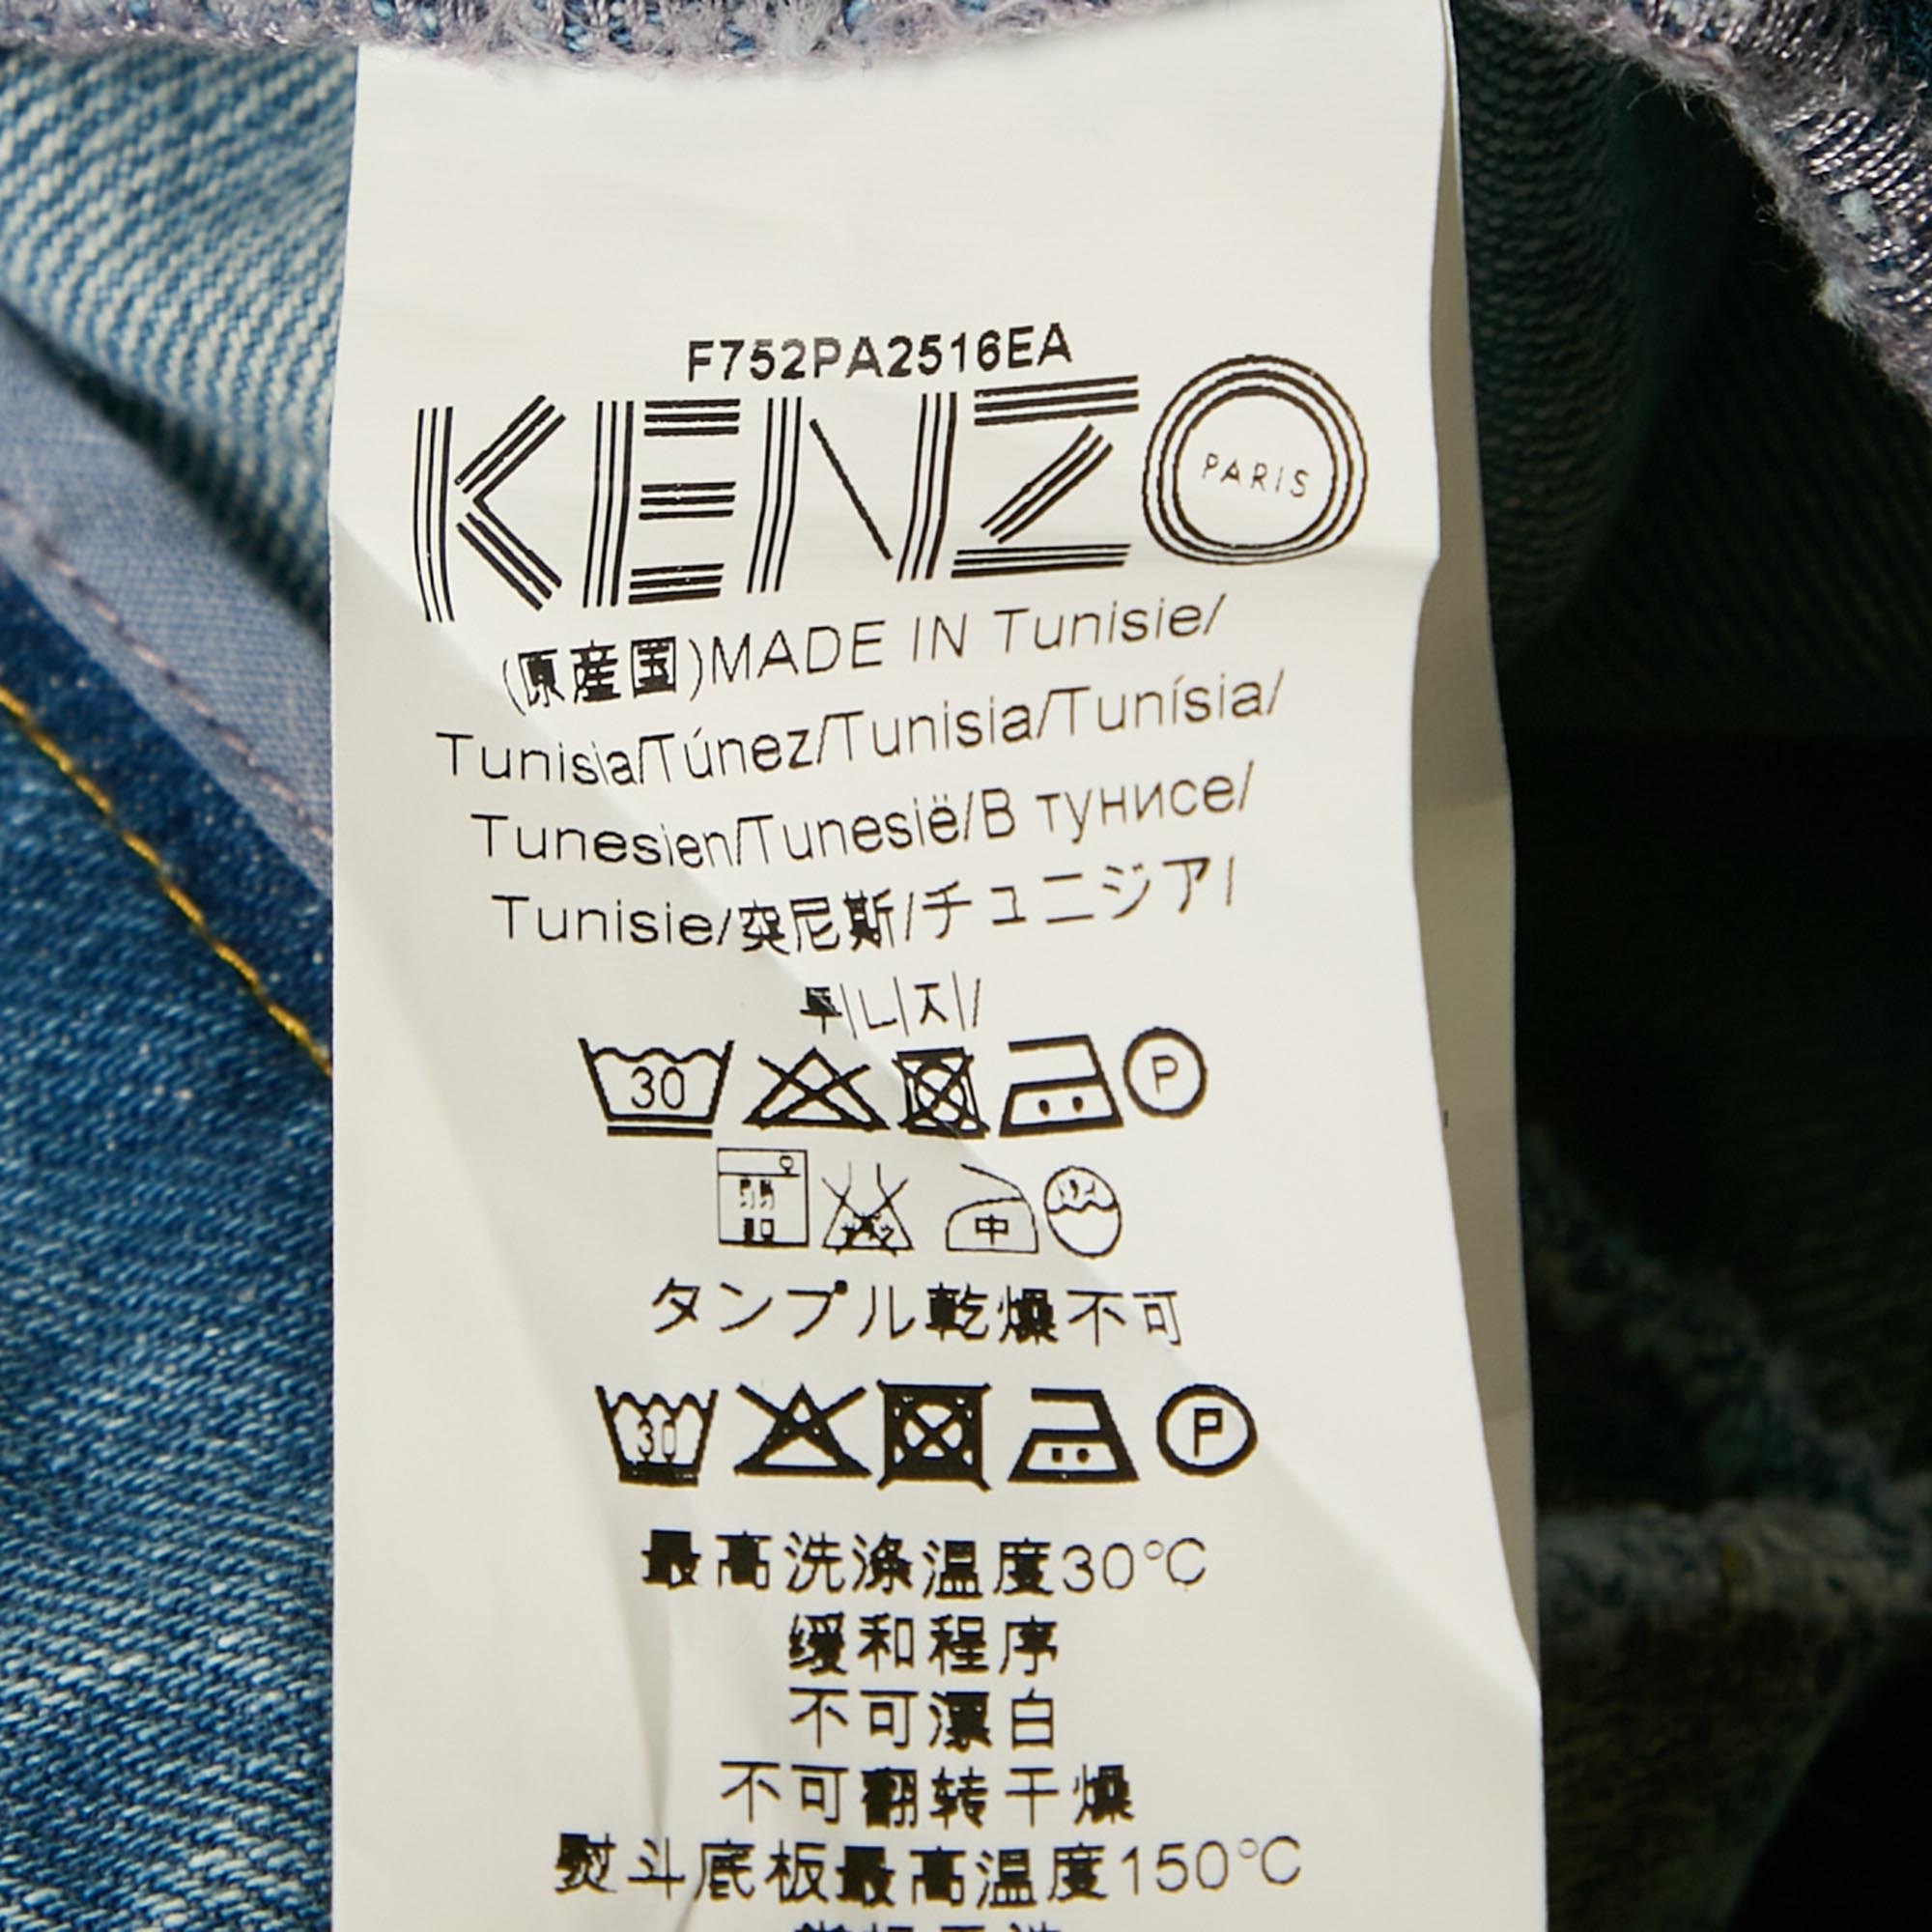 F752PA2516EA
KENZO PARIS
(原産国)MADE IN Tunisie/
Tunisia/Túnez/Tunisia/Tunísia/
Tunesien/Tunesië/В тунисе/
Tunisie/突尼斯/チュニジア/
튀니지/
30 P
中
タンプル乾燥不可
30 P
最高洗涤温度30°C
缓和程序
不可漂白
不可翻转干燥
熨斗底板最高温度150°C